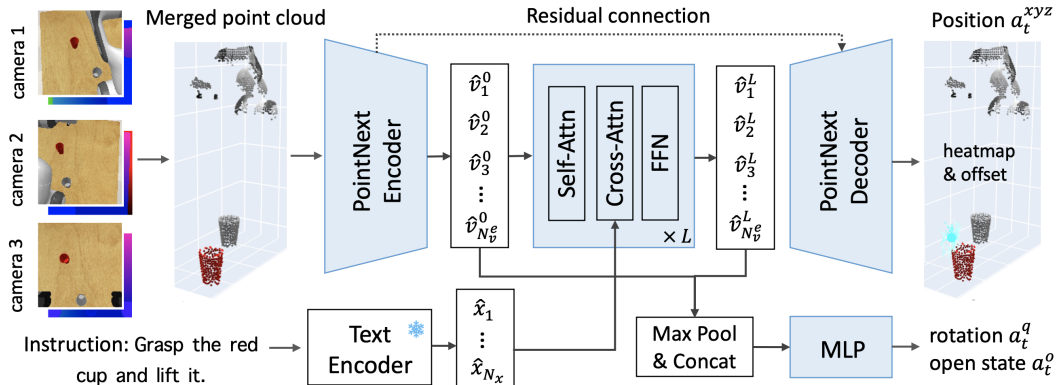 camera 1
camera 2
camera 3
Merged point cloud
Residual connection
Position $a_t^{xyz}$
PointNext
Encoder
$\hat{v}_1^0$
$\hat{v}_2^0$
$\hat{v}_3^0$
⋮
$\hat{v}_{N_v^e}^0$
Self-Attn
Cross-Attn
FFN
× L
$\hat{v}_1^L$
$\hat{v}_2^L$
$\hat{v}_3^L$
⋮
$\hat{v}_{N_v^e}^L$
PointNext
Decoder
heatmap
& offset
Instruction: Grasp the red
cup and lift it.
Text
Encoder
$\hat{x}_1$
⋮
$\hat{x}_{N_x}$
Max Pool
& Concat
MLP
rotation $a_t^q$
open state $a_t^o$